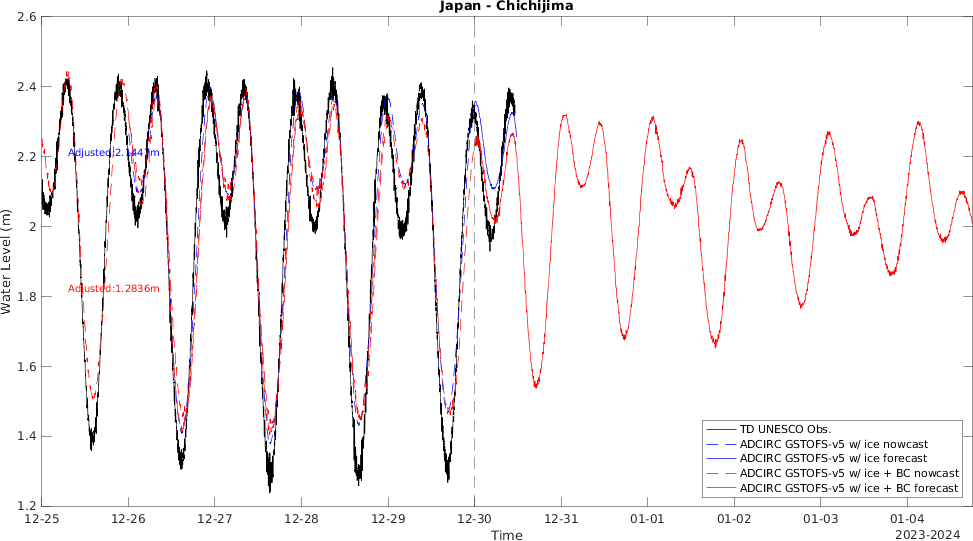 Japan - Chichijima
2.6
2.4
2.2
2
1.8
1.6
1.4
1.2
Water Level (m)
Adjusted:1.2836m
TD UNESCO Obs.
ADCIRC GSTOFS-v5 w/ ice nowcast
ADCIRC GSTOFS-v5 w/ ice forecast
ADCIRC GSTOFS-v5 w/ ice + BC nowcast
ADCIRC GSTOFS-v5 w/ ice + BC forecast
12-25 12-26 12-27 12-28 12-29 12-30 12-31 01-01 01-02 01-03 01-04
Time
2023-2024